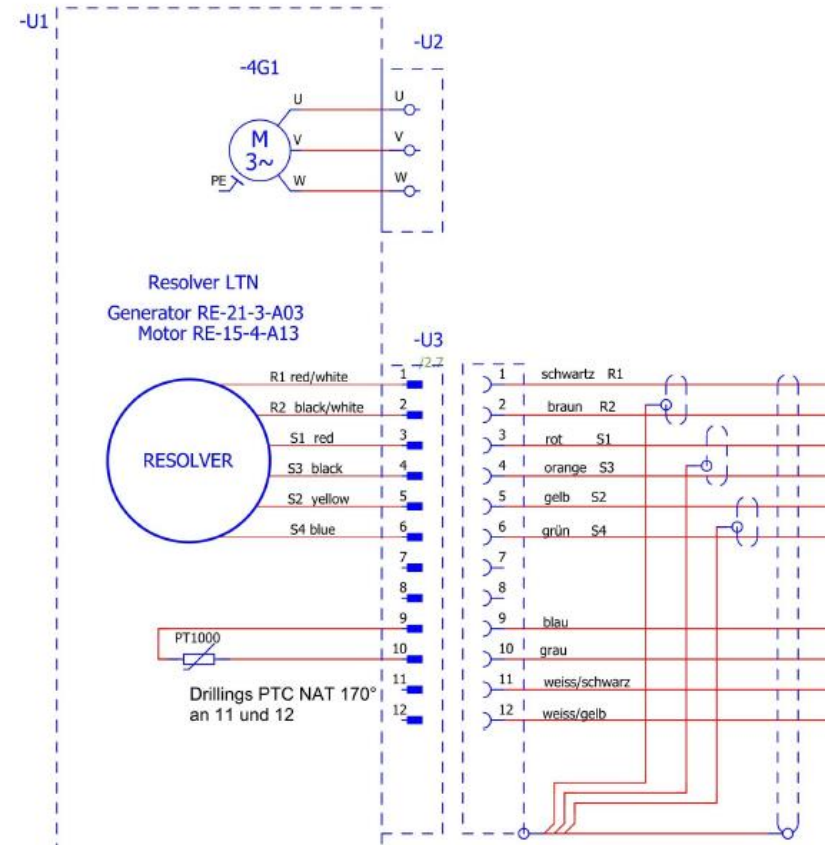 -U1
-U2
-4G1
U
U
V
V
W
W
M
3~
PE
Resolver LTN
Generator RE-21-3-A03
Motor RE-15-4-A13
-U3
/2.7
RESOLVER
R1 red/white 1
R2 black/white 2
S1 red 3
S3 black 4
S2 yellow 5
S4 blue 6
7
8
9
PT1000 10
11
12
Drillings PTC NAT 170°
an 11 und 12
1 schwartz R1
2 braun R2
3 rot S1
4 orange S3
5 gelb S2
6 grün S4
7
8
9 blau
10 grau
11 weiss/schwarz
12 weiss/gelb